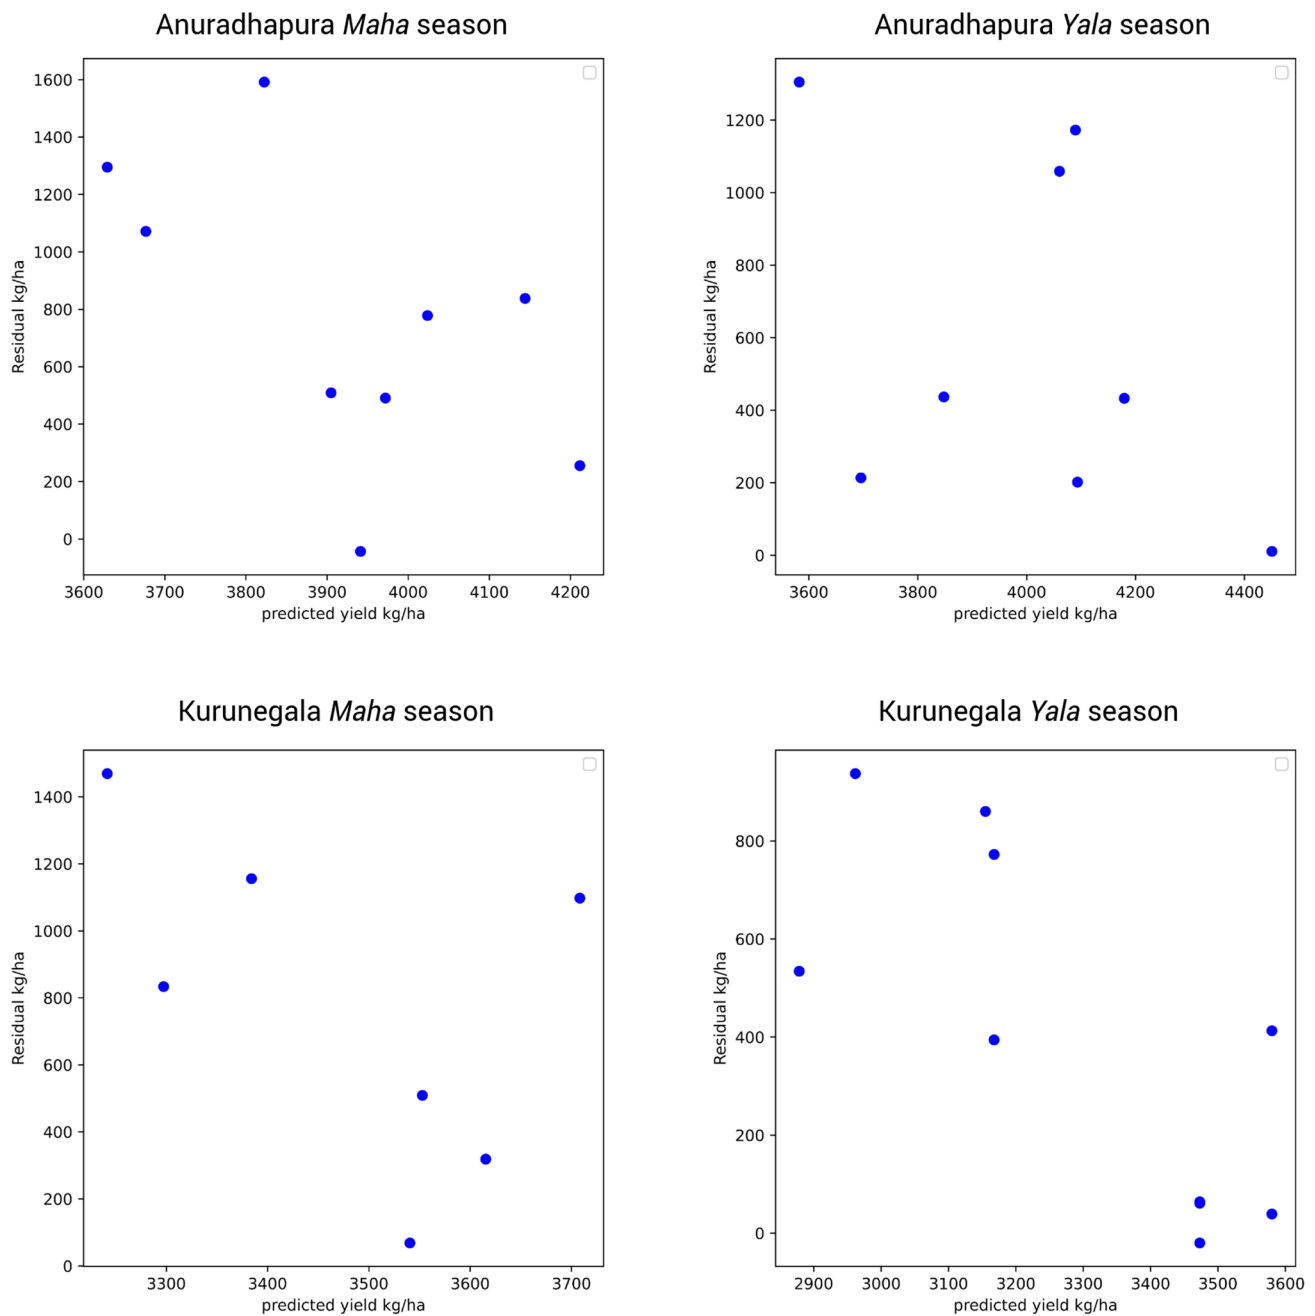 Anuradhapura Maha season
1600
1400
1200
1000
800
600
400
200
0
Residual kg/ha
3600 3700 3800 3900 4000 4100 4200
predicted yield kg/ha
Anuradhapura Yala season
1200
1000
800
600
400
200
0
Residual kg/ha
3600 3800 4000 4200 4400
predicted yield kg/ha
Kurunegala Maha season
1400
1200
1000
800
600
400
200
0
Residual kg/ha
3300 3400 3500 3600 3700
predicted yield kg/ha
Kurunegala Yala season
800
600
400
200
0
Residual kg/ha
2900 3000 3100 3200 3300 3400 3500 3600
predicted yield kg/ha